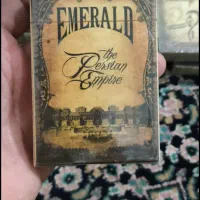 EMERALD
the
Persian
Empire